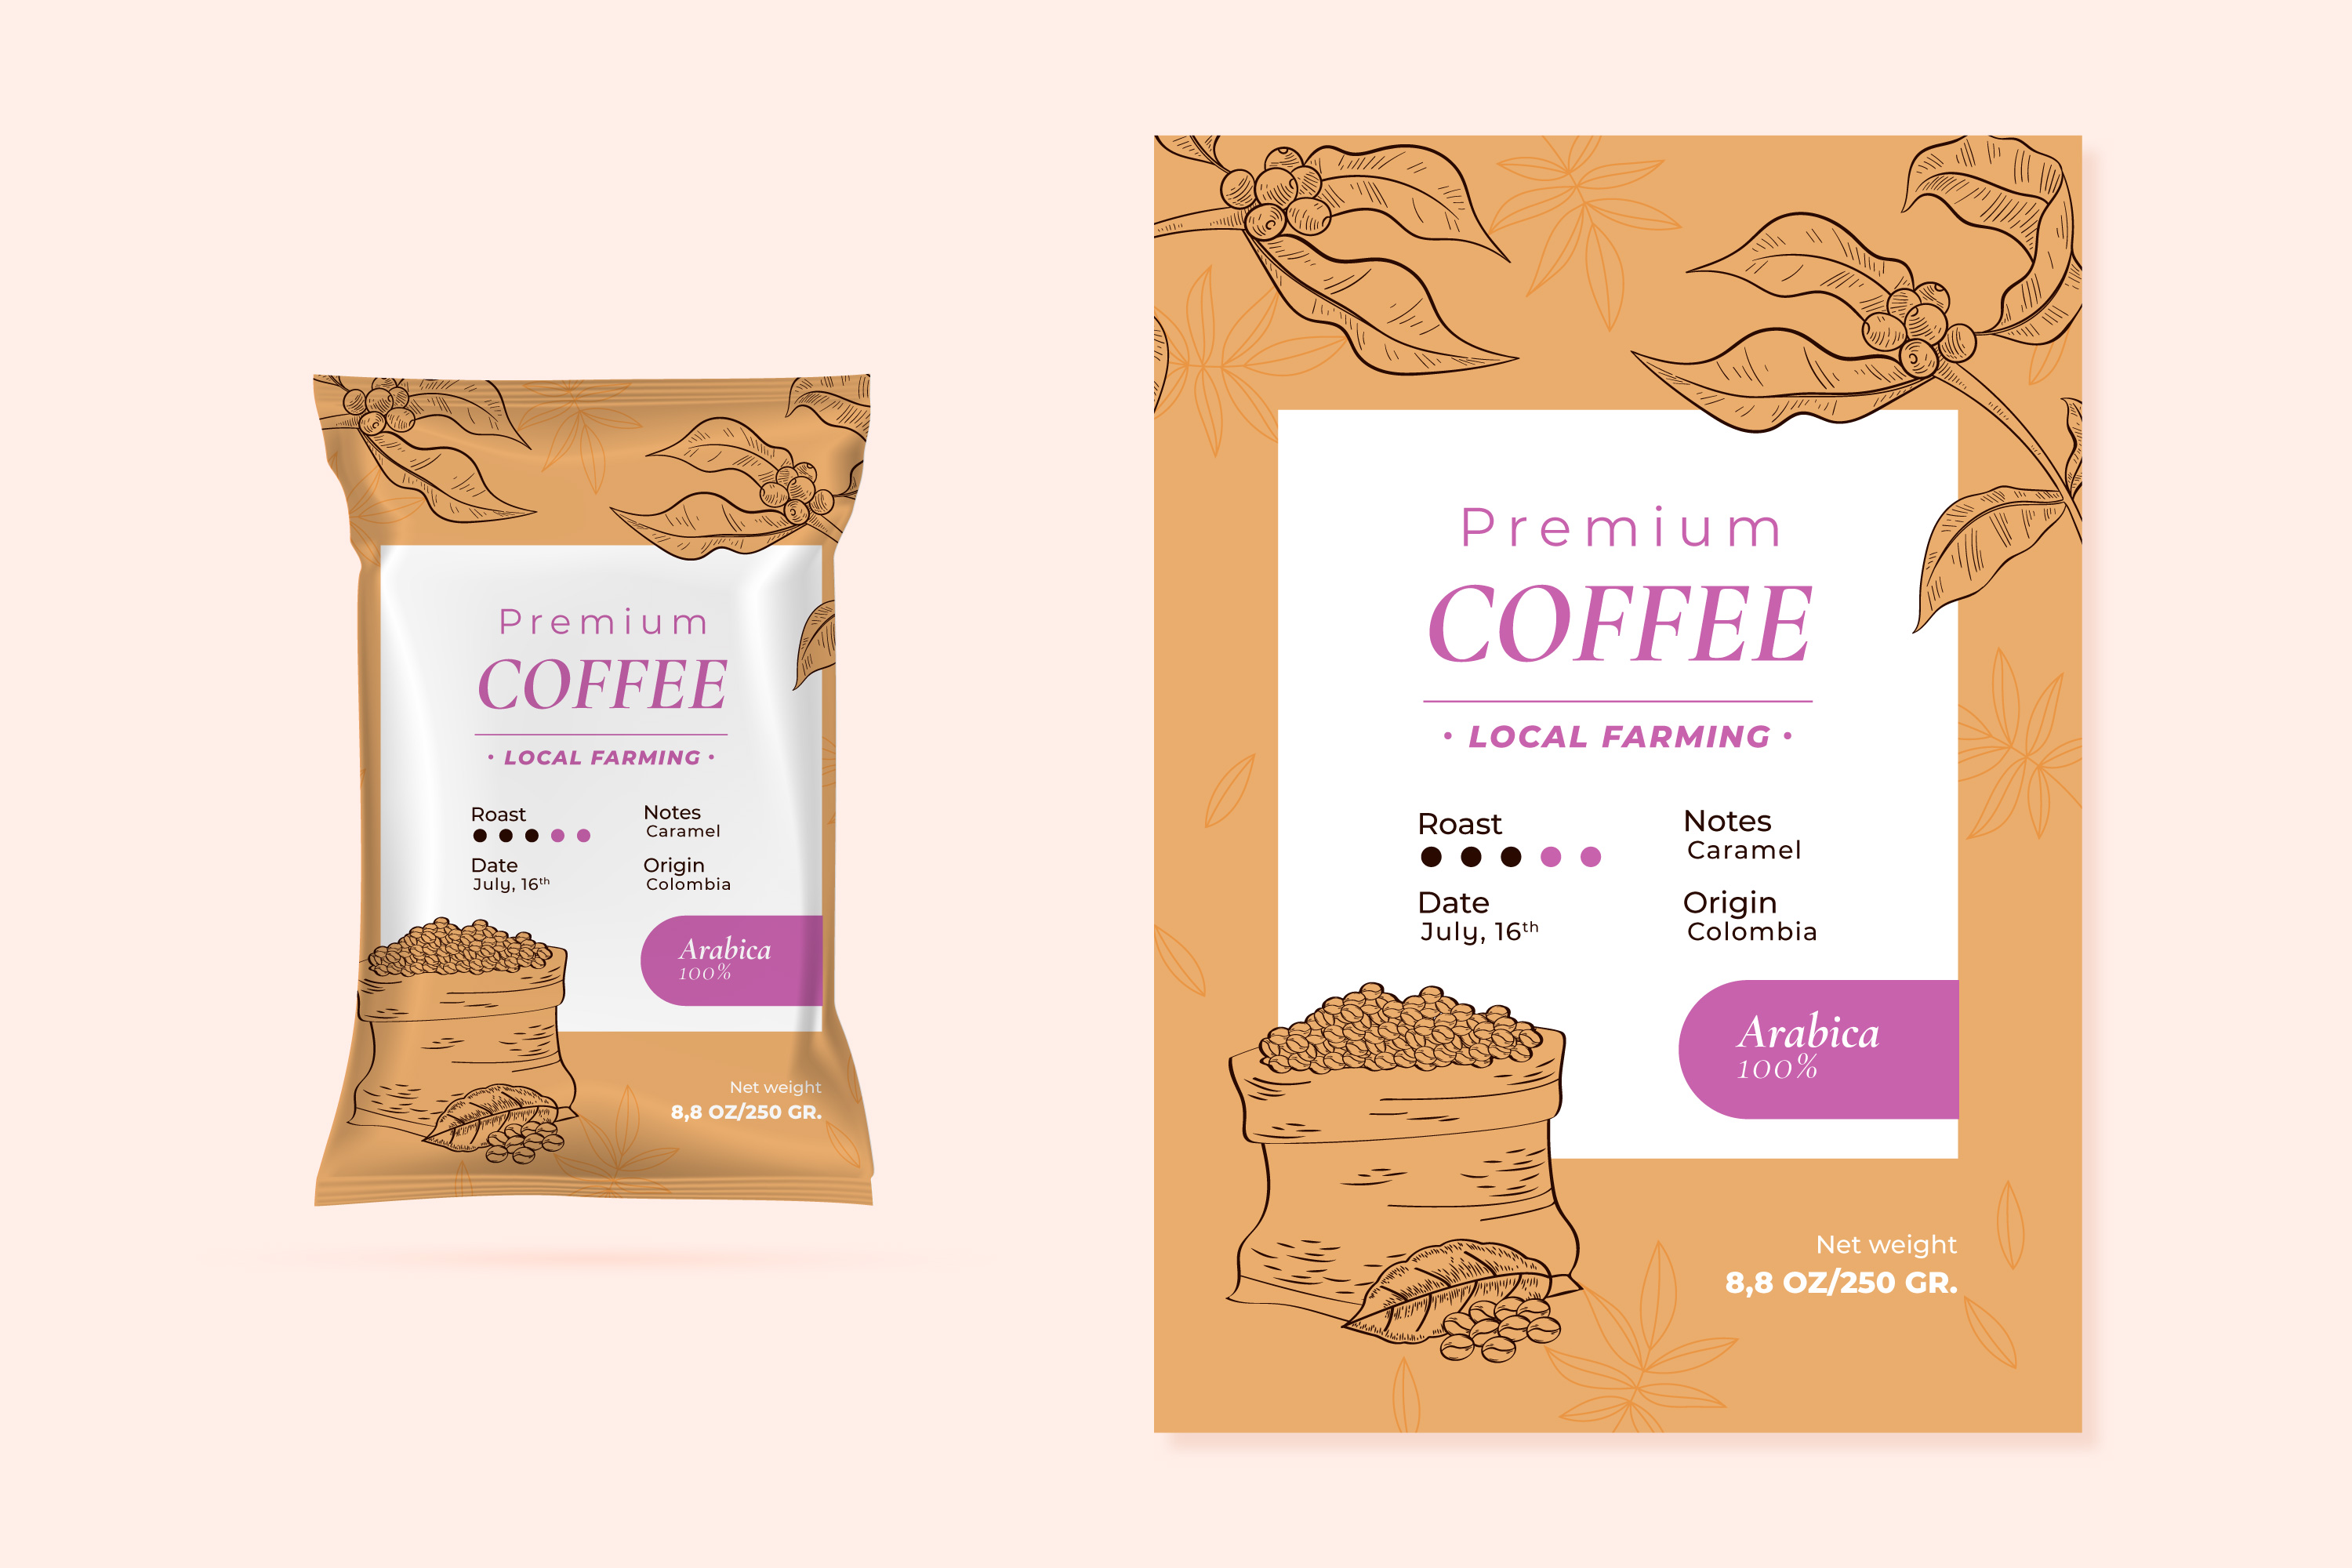 Premium
COFFEE
• LOCAL FARMING •
Roast
Notes
Caramel
Date
July, 16th
Origin
Colombia
Arabica
100%
Net weight
8,8 OZ/250 GR.
Premium
COFFEE
• LOCAL FARMING •
Roast
Notes
Caramel
Date
July, 16th
Origin
Colombia
Arabica
100%
Net weight
8,8 OZ/250 GR.